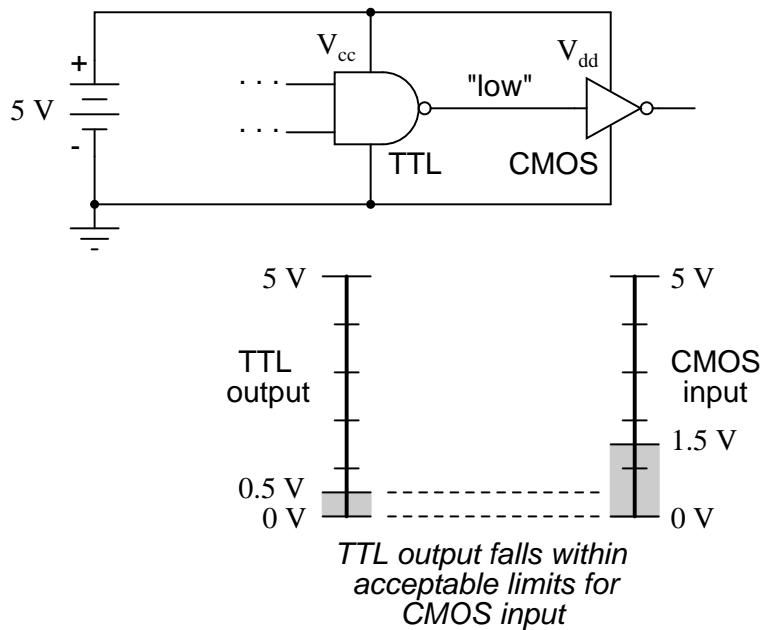 V_cc
V_dd
+
5 V
-
. . .
"low"
. . .
TTL
CMOS
5 V
5 V
TTL
output
CMOS
input
1.5 V
0.5 V
0 V
0 V
TTL output falls within
acceptable limits for
CMOS input